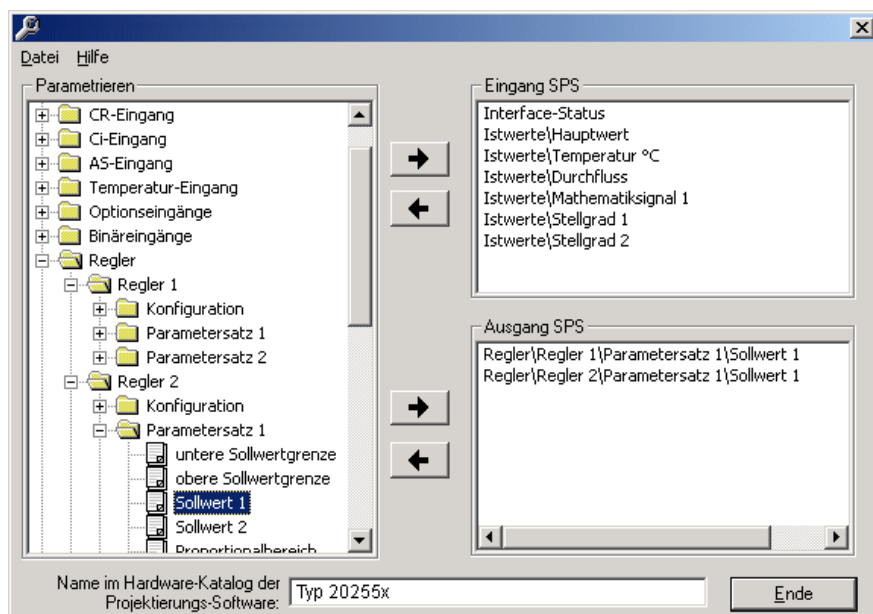 Datei Hilfe
Parametrieren
CR-Eingang
Ci-Eingang
AS-Eingang
Temperatur-Eingang
Optionseingänge
Binäreingänge
Regler
Regler 1
Konfiguration
Parametersatz 1
Parametersatz 2
Regler 2
Konfiguration
Parametersatz 1
untere Sollwertgrenze
obere Sollwertgrenze
Sollwert 1
Sollwert 2
Proportionalbereich
Eingang SPS
Interface-Status
Istwerte\Hauptwert
Istwerte\Temperatur °C
Istwerte\Durchfluss
Istwerte\Mathematiksignal 1
Istwerte\Stellgrad 1
Istwerte\Stellgrad 2
Ausgang SPS
Regler\Regler 1\Parametersatz 1\Sollwert 1
Regler\Regler 2\Parametersatz 1\Sollwert 1
Name im Hardware-Katalog der
Projektierungs-Software:
Typ 20255x
Ende